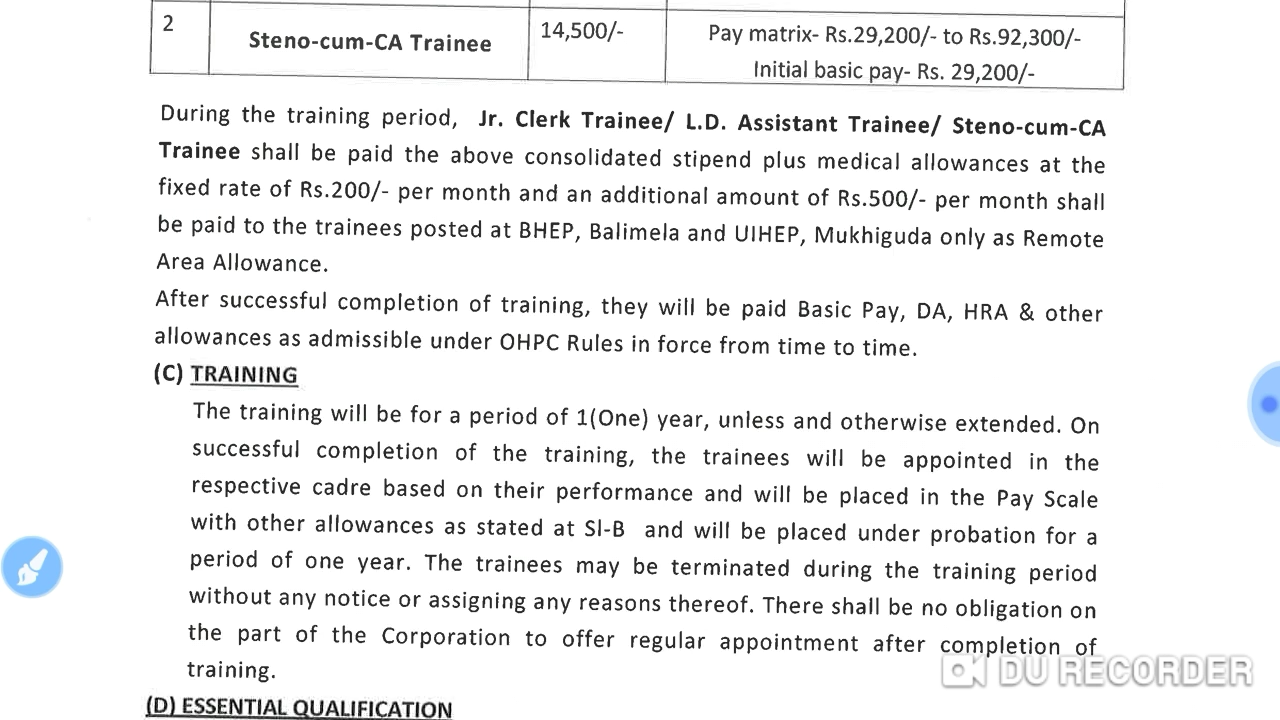 2
Steno-cum-CA Trainee
14,500/-
Pay matrix- Rs.29,200/- to Rs.92,300/-
Initial basic pay- Rs. 29,200/-
During the training period, Jr. Clerk Trainee/ L.D. Assistant Trainee/ Steno-cum-CA
Trainee shall be paid the above consolidated stipend plus medical allowances at the
fixed rate of Rs.200/- per month and an additional amount of Rs.500/- per month shall
be paid to the trainees posted at BHEP, Balimela and UIHEP, Mukhiguda only as Remote
Area Allowance.
After successful completion of training, they will be paid Basic Pay, DA, HRA & other
allowances as admissible under OHPC Rules in force from time to time.
(C) TRAINING
The training will be for a period of 1(One) year, unless and otherwise extended. On
successful completion of the training, the trainees will be appointed in the
respective cadre based on their performance and will be placed in the Pay Scale
with other allowances as stated at Sl-B and will be placed under probation for a
period of one year. The trainees may be terminated during the training period
without any notice or assigning any reasons thereof. There shall be no obligation on
the part of the Corporation to offer regular appointment after completion of
training.
DU RECORDER
(D) ESSENTIAL QUALIFICATION